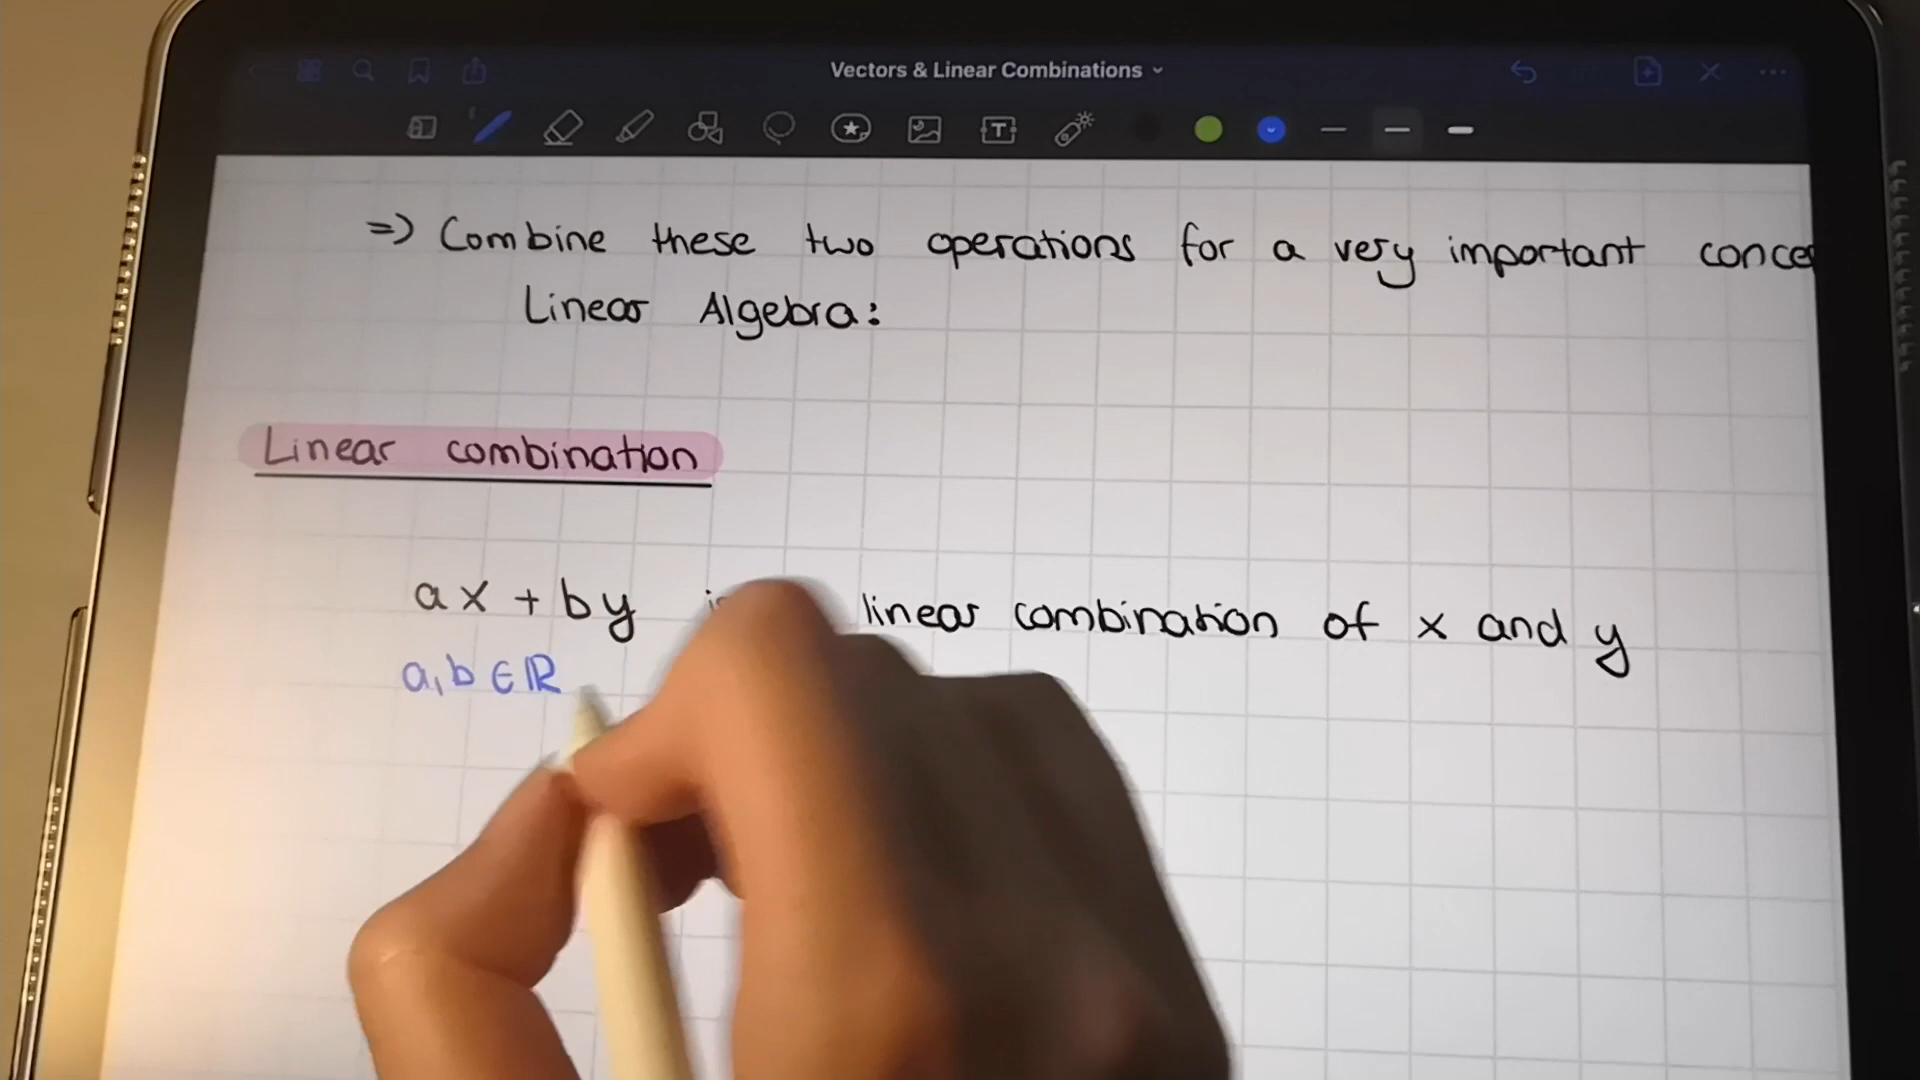 Vectors & Linear Combinations
=> Combine these two operations for a very important
Linear Algebra:
Linear combination
ax + by linear combination of x and y
a, b ∈ ℝ